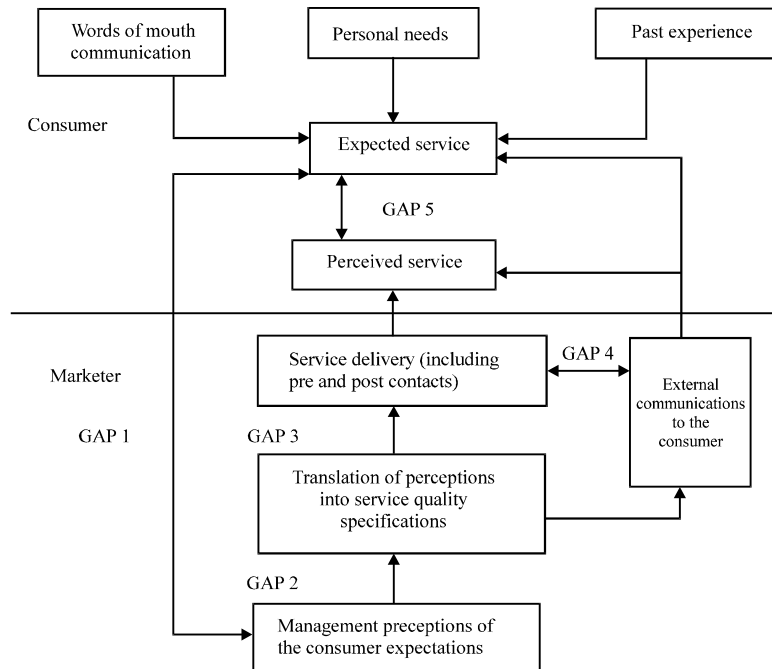 Words of mouth
communication
Personal needs
Past experience
Consumer
Expected service
GAP 5
Perceived service
Marketer
Service delivery (including
pre and post contacts)
GAP 4
External
communications
to the
consumer
GAP 1
GAP 3
Translation of perceptions
into service quality
specifications
GAP 2
Management preceptions of
the consumer expectations